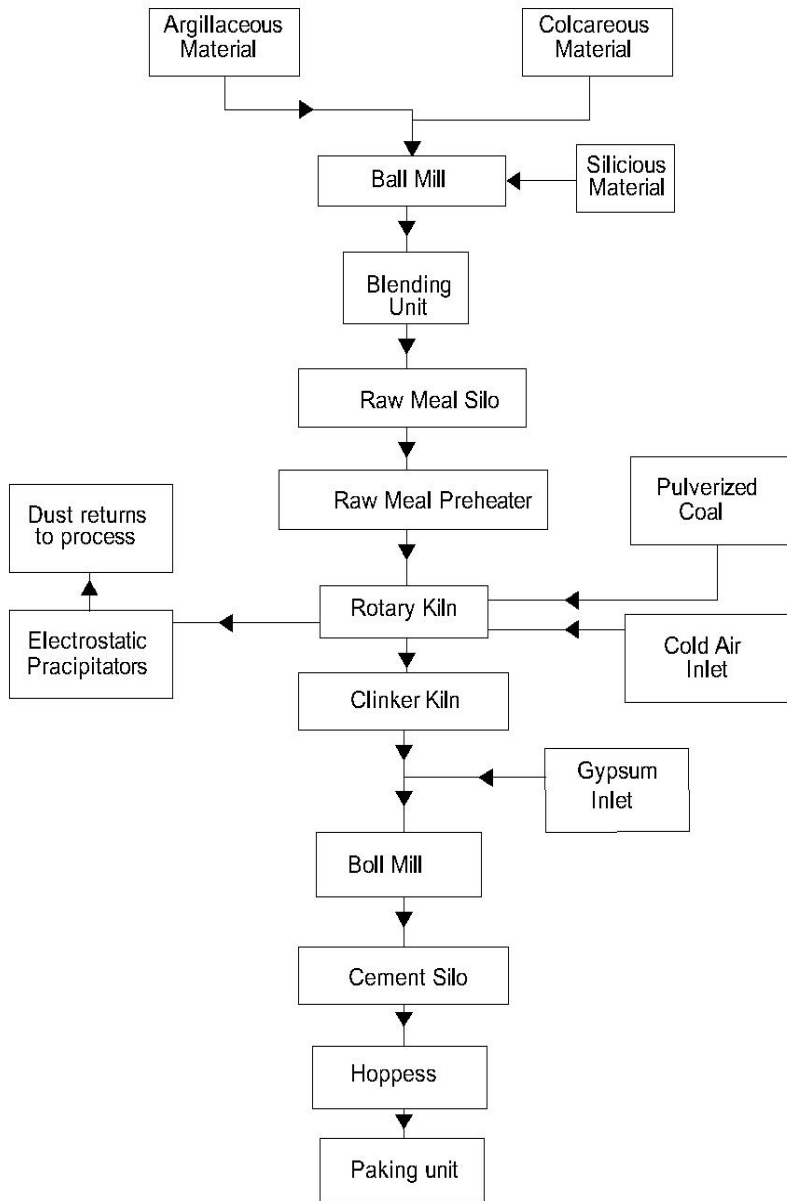 Argillaceous
Material
Colcareous
Material
Ball Mill
Silicious
Material
Blending
Unit
Raw Meal Silo
Raw Meal Preheater
Pulverized
Coal
Dust returns
to process
Rotary Kiln
Electrostatic
Pracipitators
Cold Air
Inlet
Clinker Kiln
Gypsum
Inlet
Boll Mill
Cement Silo
Hoppess
Paking unit